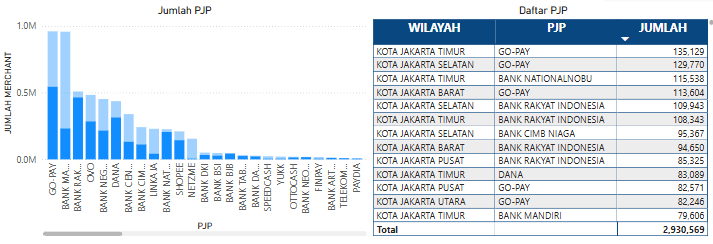 Jumlah PJP
JUMLAH MERCHANT
1.0M
0.5M
0.0M
GO-PAY
BANK MA...
BANK RAK...
OVO
BANK NEG...
DANA
BANK CEN...
BANK CIM...
LINKAJA
BANK NAT...
SHOPEE
NETZME
BANK DKI
BANK BSI
BANK BJB
BANK TAB...
BANK DA...
SPEEDCASH
YUKK
OTTOCASH
BANK NEO...
FINPAY
BANK ART...
TELEKOM...
PAYDIA
PJP
Daftar PJP
WILAYAH PJP JUMLAH
KOTA JAKARTA TIMUR GO-PAY 135,129
KOTA JAKARTA SELATAN GO-PAY 129,770
KOTA JAKARTA TIMUR BANK NATIONALNOBU 115,538
KOTA JAKARTA BARAT GO-PAY 113,604
KOTA JAKARTA SELATAN BANK RAKYAT INDONESIA 109,943
KOTA JAKARTA TIMUR BANK RAKYAT INDONESIA 108,343
KOTA JAKARTA SELATAN BANK CIMB NIAGA 95,367
KOTA JAKARTA BARAT BANK RAKYAT INDONESIA 94,650
KOTA JAKARTA PUSAT BANK RAKYAT INDONESIA 85,325
KOTA JAKARTA TIMUR DANA 83,089
KOTA JAKARTA PUSAT GO-PAY 82,571
KOTA JAKARTA UTARA GO-PAY 82,246
KOTA JAKARTA TIMUR BANK MANDIRI 79,606
Total 2,930,569